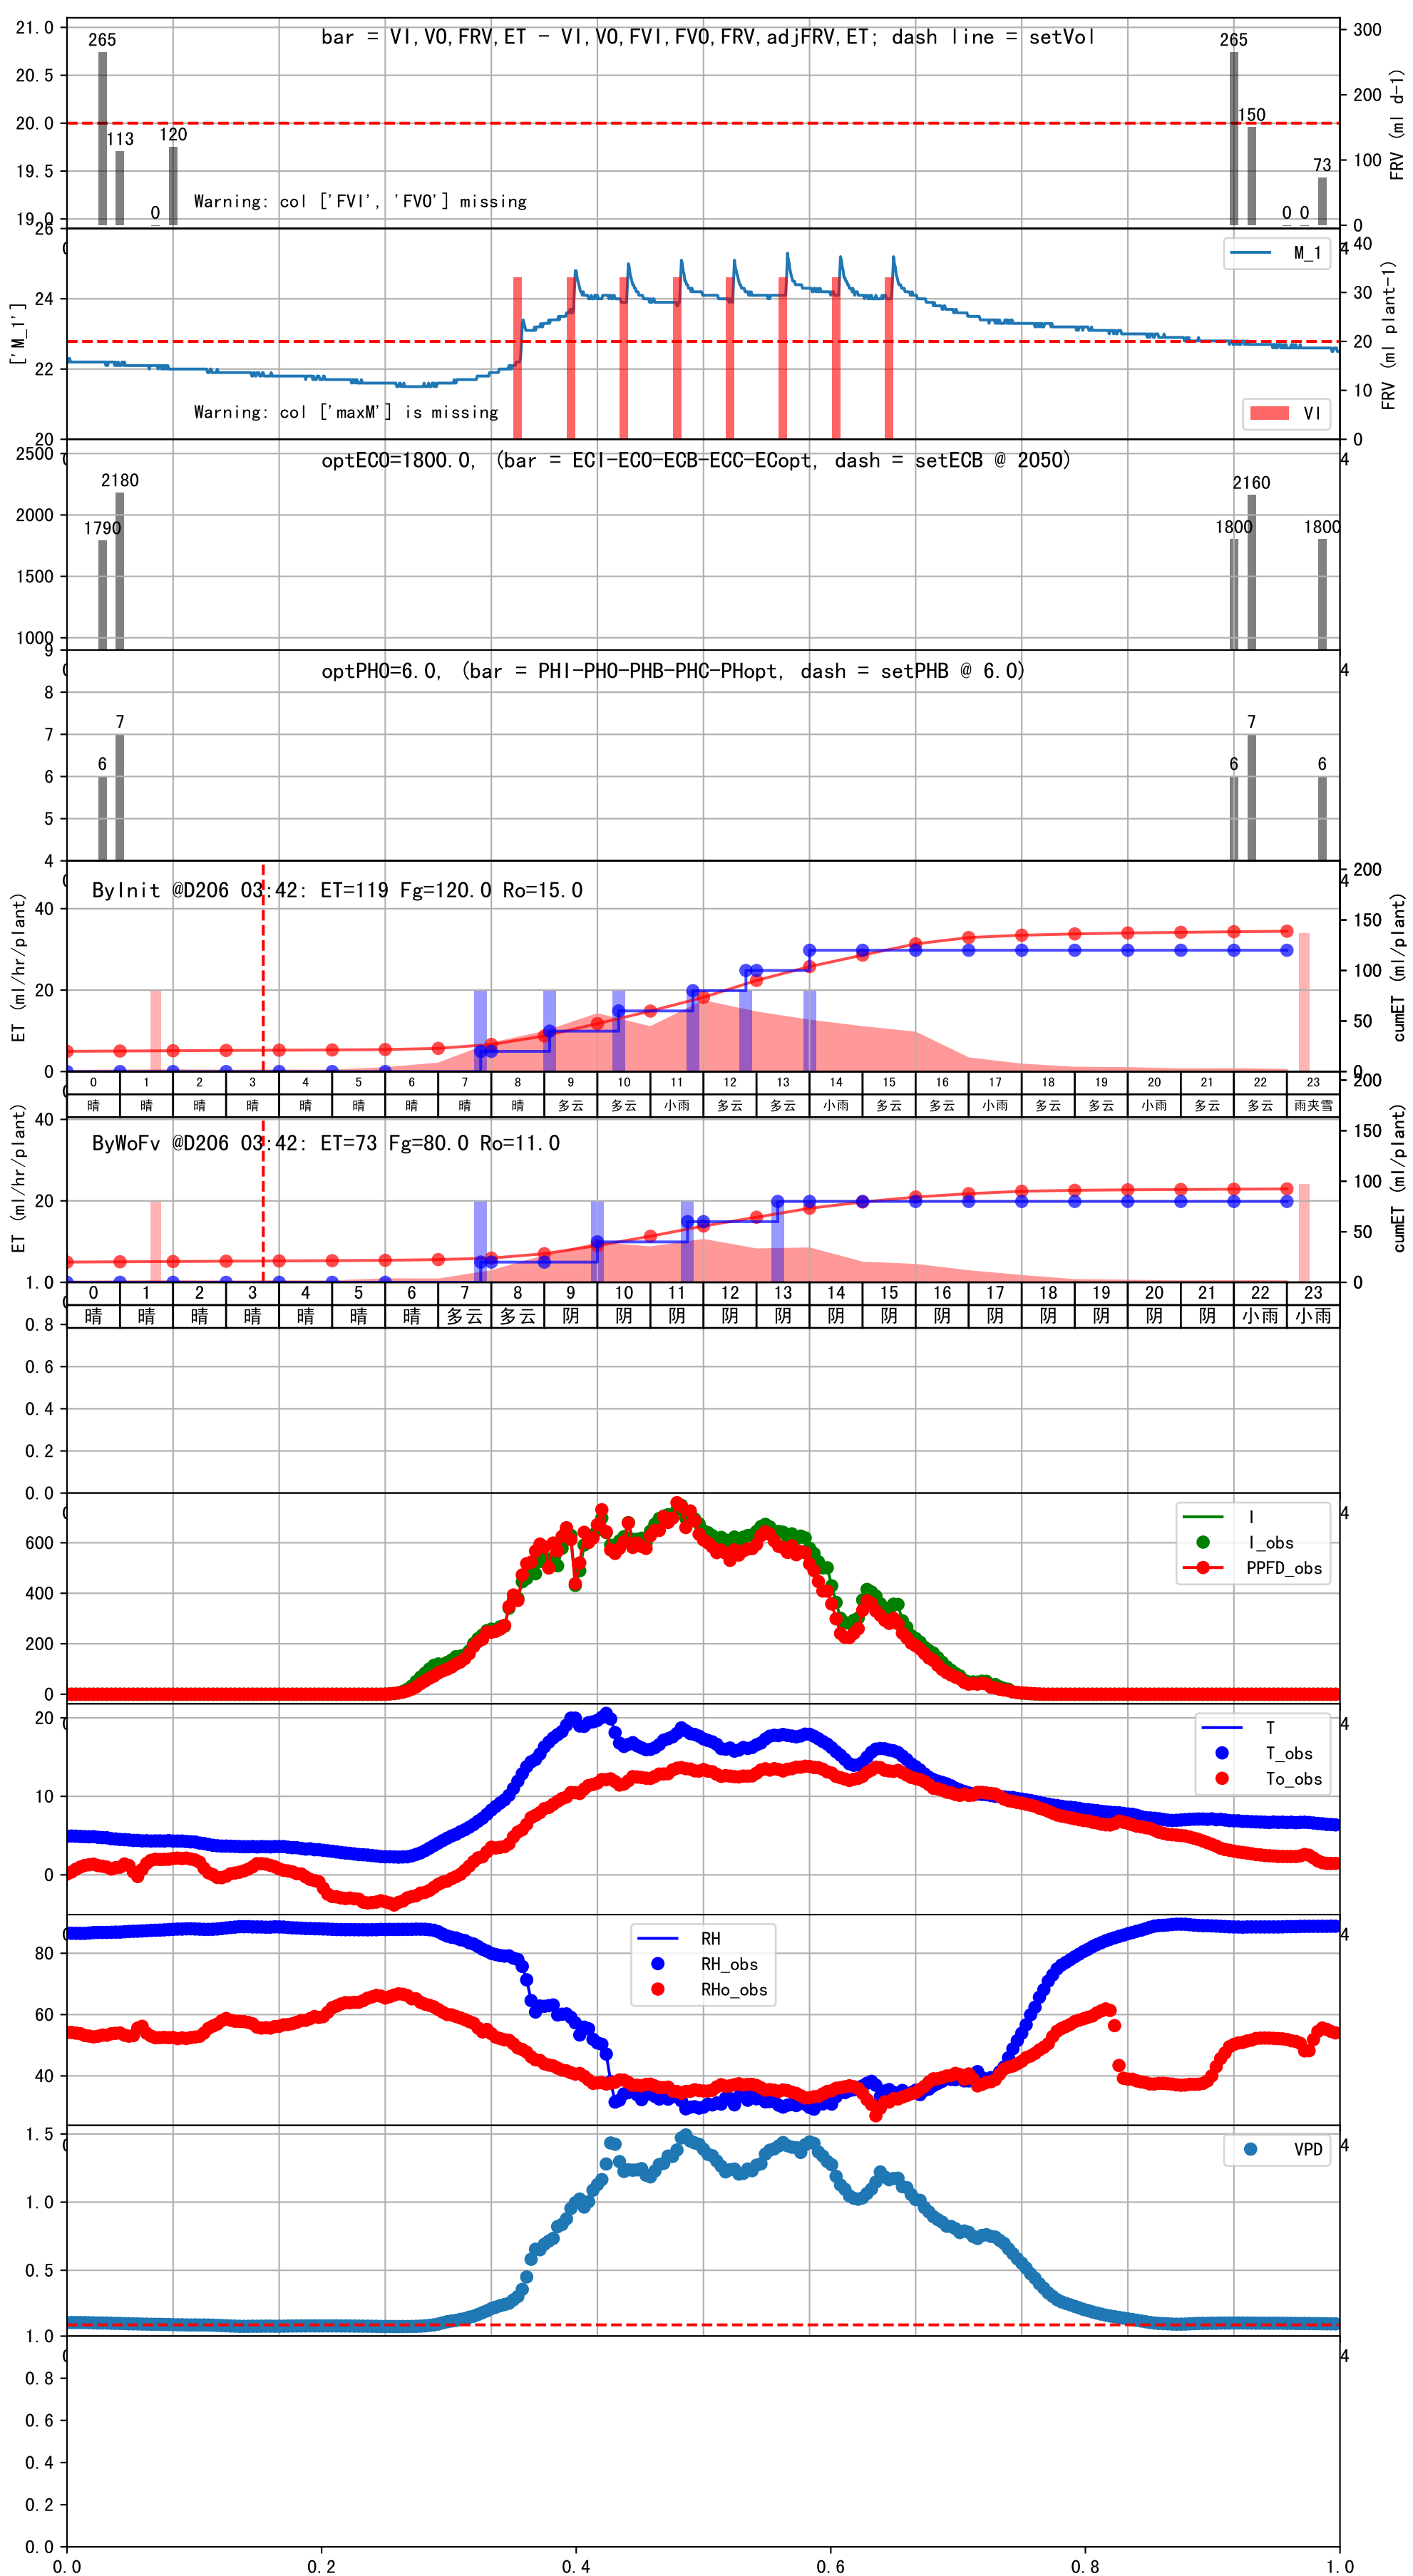 bar = VI,VO,FRV,ET - VI,VO,FVI,FVO,FRV,adjFRV,ET; dash line = setVol
21.0
20.5
20.0
19.5
19.0
300
200
100
0
FRV (ml d-1)
265
113
0
120
265
150
0
0
73
Warning: col ['FVI', 'FVO'] missing
['M_1']
26
24
22
20
40
30
20
10
0
FRV (ml plant-1)
M_1
VI
Warning: col ['maxM'] is missing
optECO=1800.0, (bar = ECI-ECO-ECB-ECC-ECopt, dash = setECB @ 2050)
2500
2000
1500
1000
1790
2180
1800
2160
1800
optPHO=6.0, (bar = PHI-PHO-PHB-PHC-PHopt, dash = setPHB @ 6.0)
9
8
7
6
5
4
6
7
6
7
6
ByInit @D206 03:42: ET=119 Fg=120.0 Ro=15.0
ET (ml/hr/plant)
40
20
0
200
150
100
50
0
cumET (ml/plant)
0 1 2 3 4 5 6 7 8 9 10 11 12 13 14 15 16 17 18 19 20 21 22 23
晴 晴 晴 晴 晴 晴 晴 晴 晴 多云 多云 小雨 多云 多云 小雨 多云 多云 小雨 多云 多云 小雨 多云 多云 雨夹雪
ByWoFv @D206 03:42: ET=73 Fg=80.0 Ro=11.0
ET (ml/hr/plant)
40
20
200
150
100
50
0
cumET (ml/plant)
0 1 2 3 4 5 6 7 8 9 10 11 12 13 14 15 16 17 18 19 20 21 22 23
晴 晴 晴 晴 晴 晴 晴 多云 多云 阴 阴 阴 阴 阴 阴 阴 阴 阴 阴 阴 阴 阴 小雨 小雨
1.0
0.8
0.6
0.4
0.2
0.0
600
400
200
0
I
I_obs
PPFD_obs
20
10
0
T
T_obs
To_obs
80
60
40
RH
RH_obs
RHo_obs
1.5
1.0
0.5
VPD
1.0
0.8
0.6
0.4
0.2
0.0
0.0 0.2 0.4 0.6 0.8 1.0